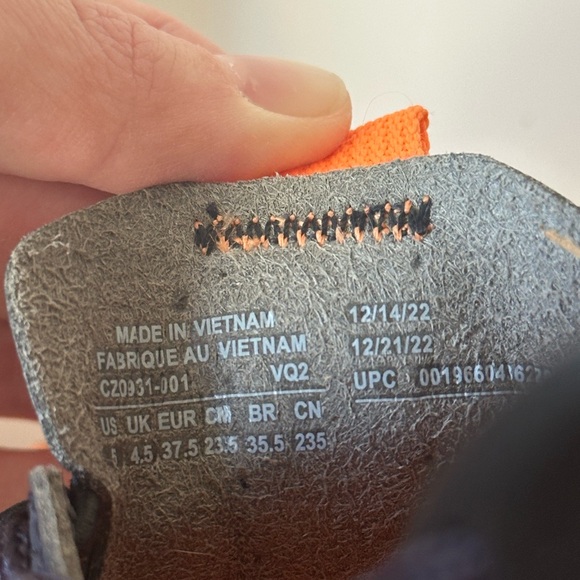 MADE IN VIETNAM
FABRIQUE AU VIETNAM
CZ0931-001 VQ2
US UK EUR CM BR CN
5 4.5 37.5 23.5 35.5 235
12/14/22
12/21/22
UPC